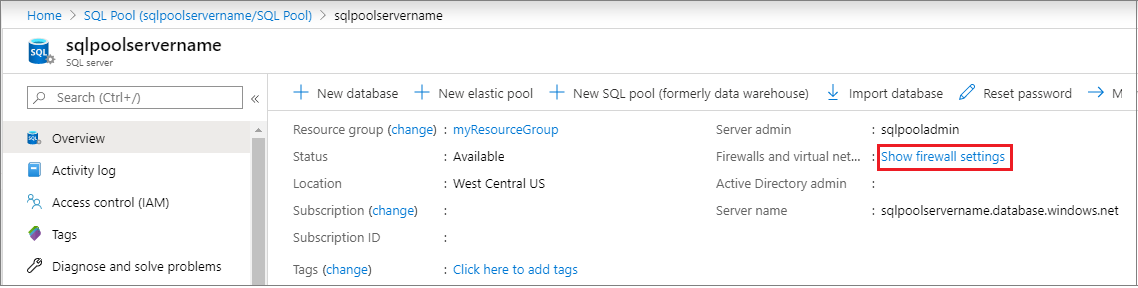 Home > SQL Pool (sqlpoolservername/SQL Pool) > sqlpoolservername
SQL
sqlpoolservername
SQL server
Search (Ctrl+/)
«
+ New database + New elastic pool + New SQL pool (formerly data warehouse) Import database Reset password M
Overview
Activity log
Access control (IAM)
Tags
Diagnose and solve problems
Resource group (change) : myResourceGroup
Status : Available
Location : West Central US
Subscription (change) :
Subscription ID :
Tags (change) : Click here to add tags
Server admin : sqlpooladmin
Firewalls and virtual net... : Show firewall settings
Active Directory admin :
Server name : sqlpoolservername.database.windows.net